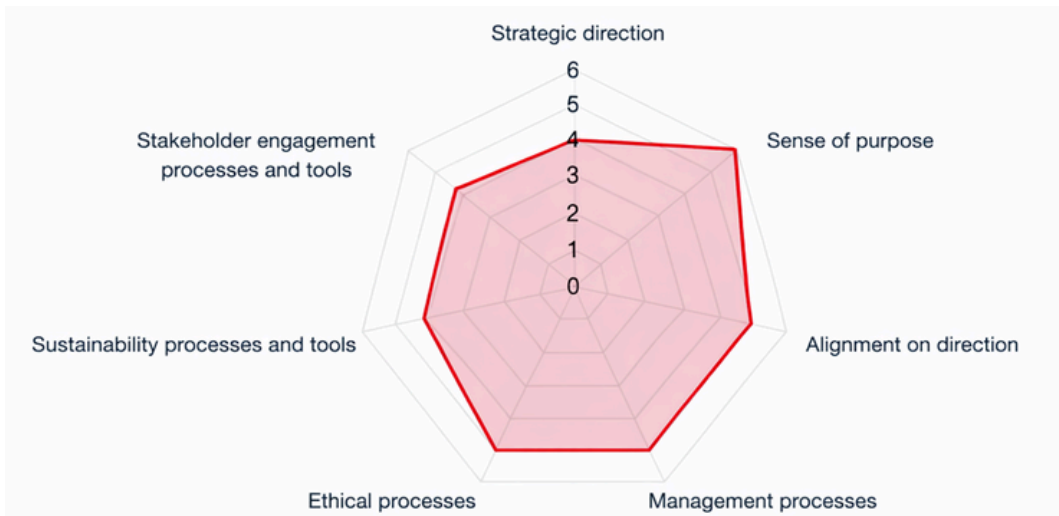 Strategic direction
6
5
4
3
2
1
0
Sense of purpose
Stakeholder engagement
processes and tools
Sustainability processes and tools
Alignment on direction
Ethical processes
Management processes